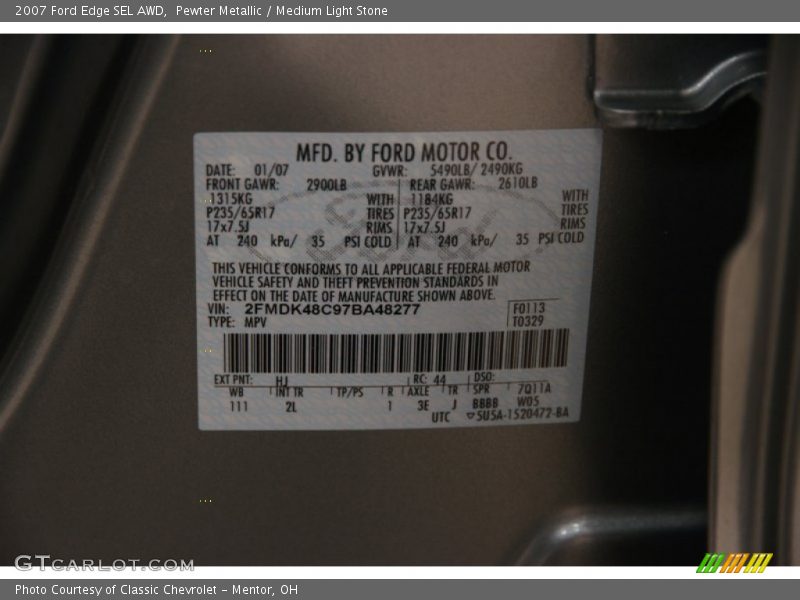 2007 Ford Edge SEL AWD,  Pewter Metallic / Medium Light Stone
MFD. BY FORD MOTOR CO.
DATE: 01/07 GVWR: 5490LB/ 2490KG
FRONT GAWR: 2900LB REAR GAWR: 2610LB
1315KG WITH 1184KG WITH
P235/65R17 TIRES P235/65R17 TIRES
17x7.5J RIMS 17x7.5J RIMS
AT 240 kPa/ 35 PSI COLD AT 240 kPa/ 35 PSI COLD
THIS VEHICLE CONFORMS TO ALL APPLICABLE FEDERAL MOTOR
VEHICLE SAFETY AND THEFT PREVENTION STANDARDS IN
EFFECT ON THE DATE OF MANUFACTURE SHOWN ABOVE.
VIN: 2FMDK48C97BA48277 F0113
TYPE: MPV T0329
EXT PNT: HJ RC: 44 DSO:
WB INT TR TP/PS R AXLE TR SPR 7Q11A
111 2L 1 3E J BBBB W05
UTC 5U5A-1520472-BA
GTCARLOT.COM
Photo Courtesy of Classic Chevrolet - Mentor, OH